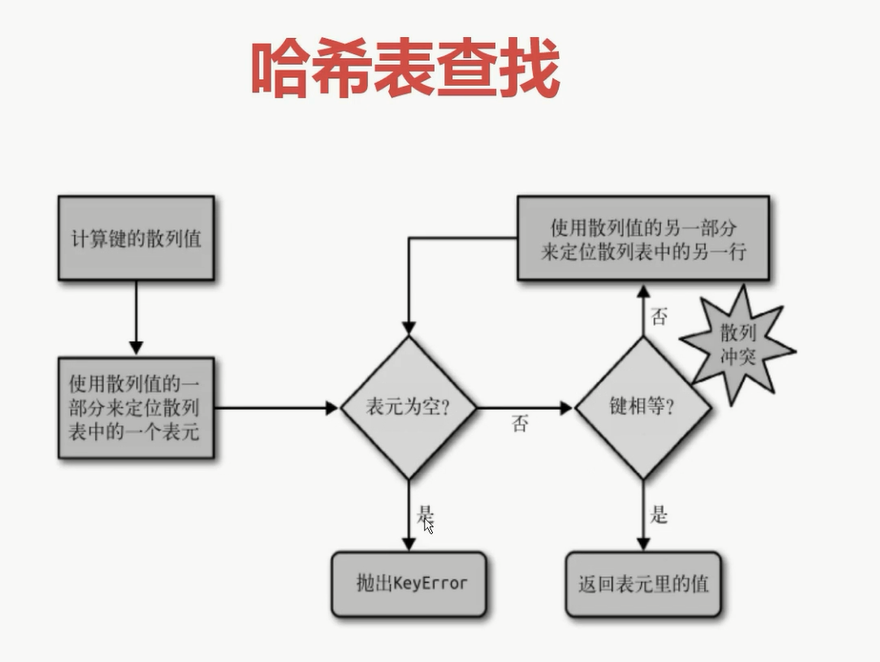 哈希表查找
计算键的散列值
使用散列值的另一部分
来定位散列表中的另一行
否
散列
冲突
使用散列值的一
部分来定位散列
表中的一个表元
表元为空?
否
键相等?
是
是
抛出KeyError
返回表元里的值